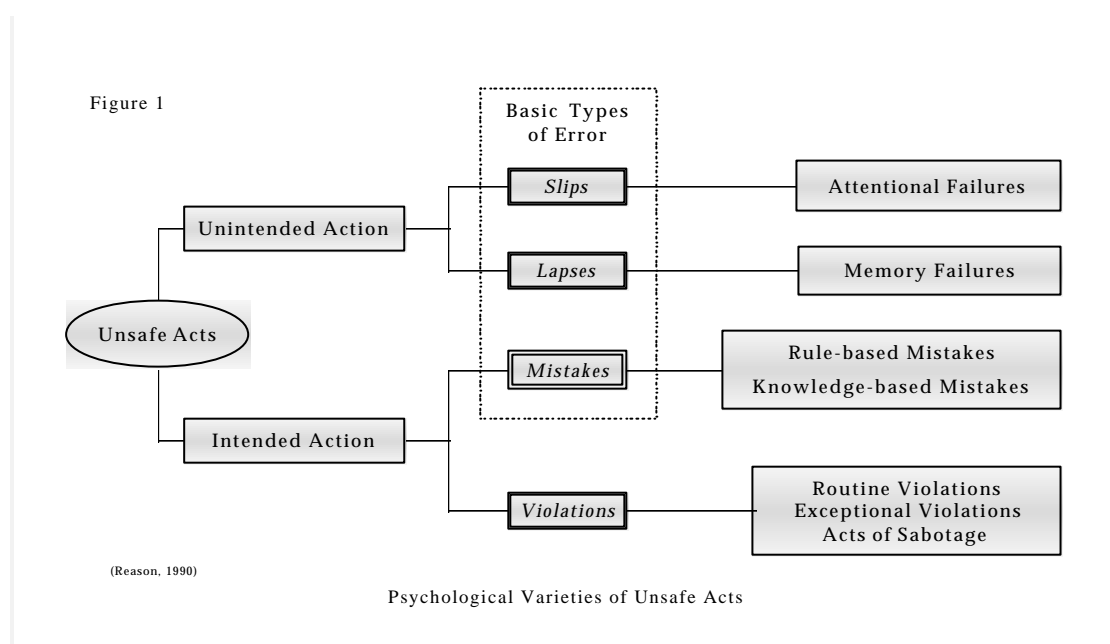 Figure 1
Basic Types
of Error
Slips
Attentional Failures
Unintended Action
Lapses
Memory Failures
Unsafe Acts
Mistakes
Rule-based Mistakes
Knowledge-based Mistakes
Intended Action
Violations
Routine Violations
Exceptional Violations
Acts of Sabotage
(Reason, 1990)
Psychological Varieties of Unsafe Acts